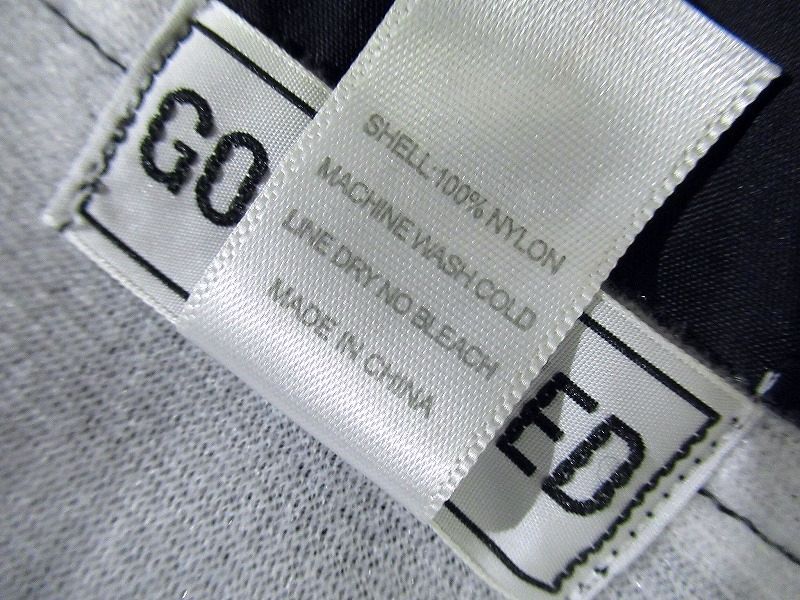 GO ED
SHELL:100% NYLON
MACHINE WASH COLD
LINE DRY NO BLEACH
MADE IN CHINA